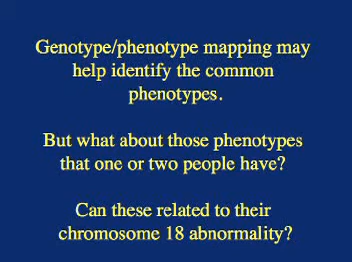 Genotype/phenotype mapping may
help identify the common
phenotypes.
But what about those phenotypes
that one or two people have?
Can these related to their
chromosome 18 abnormality?